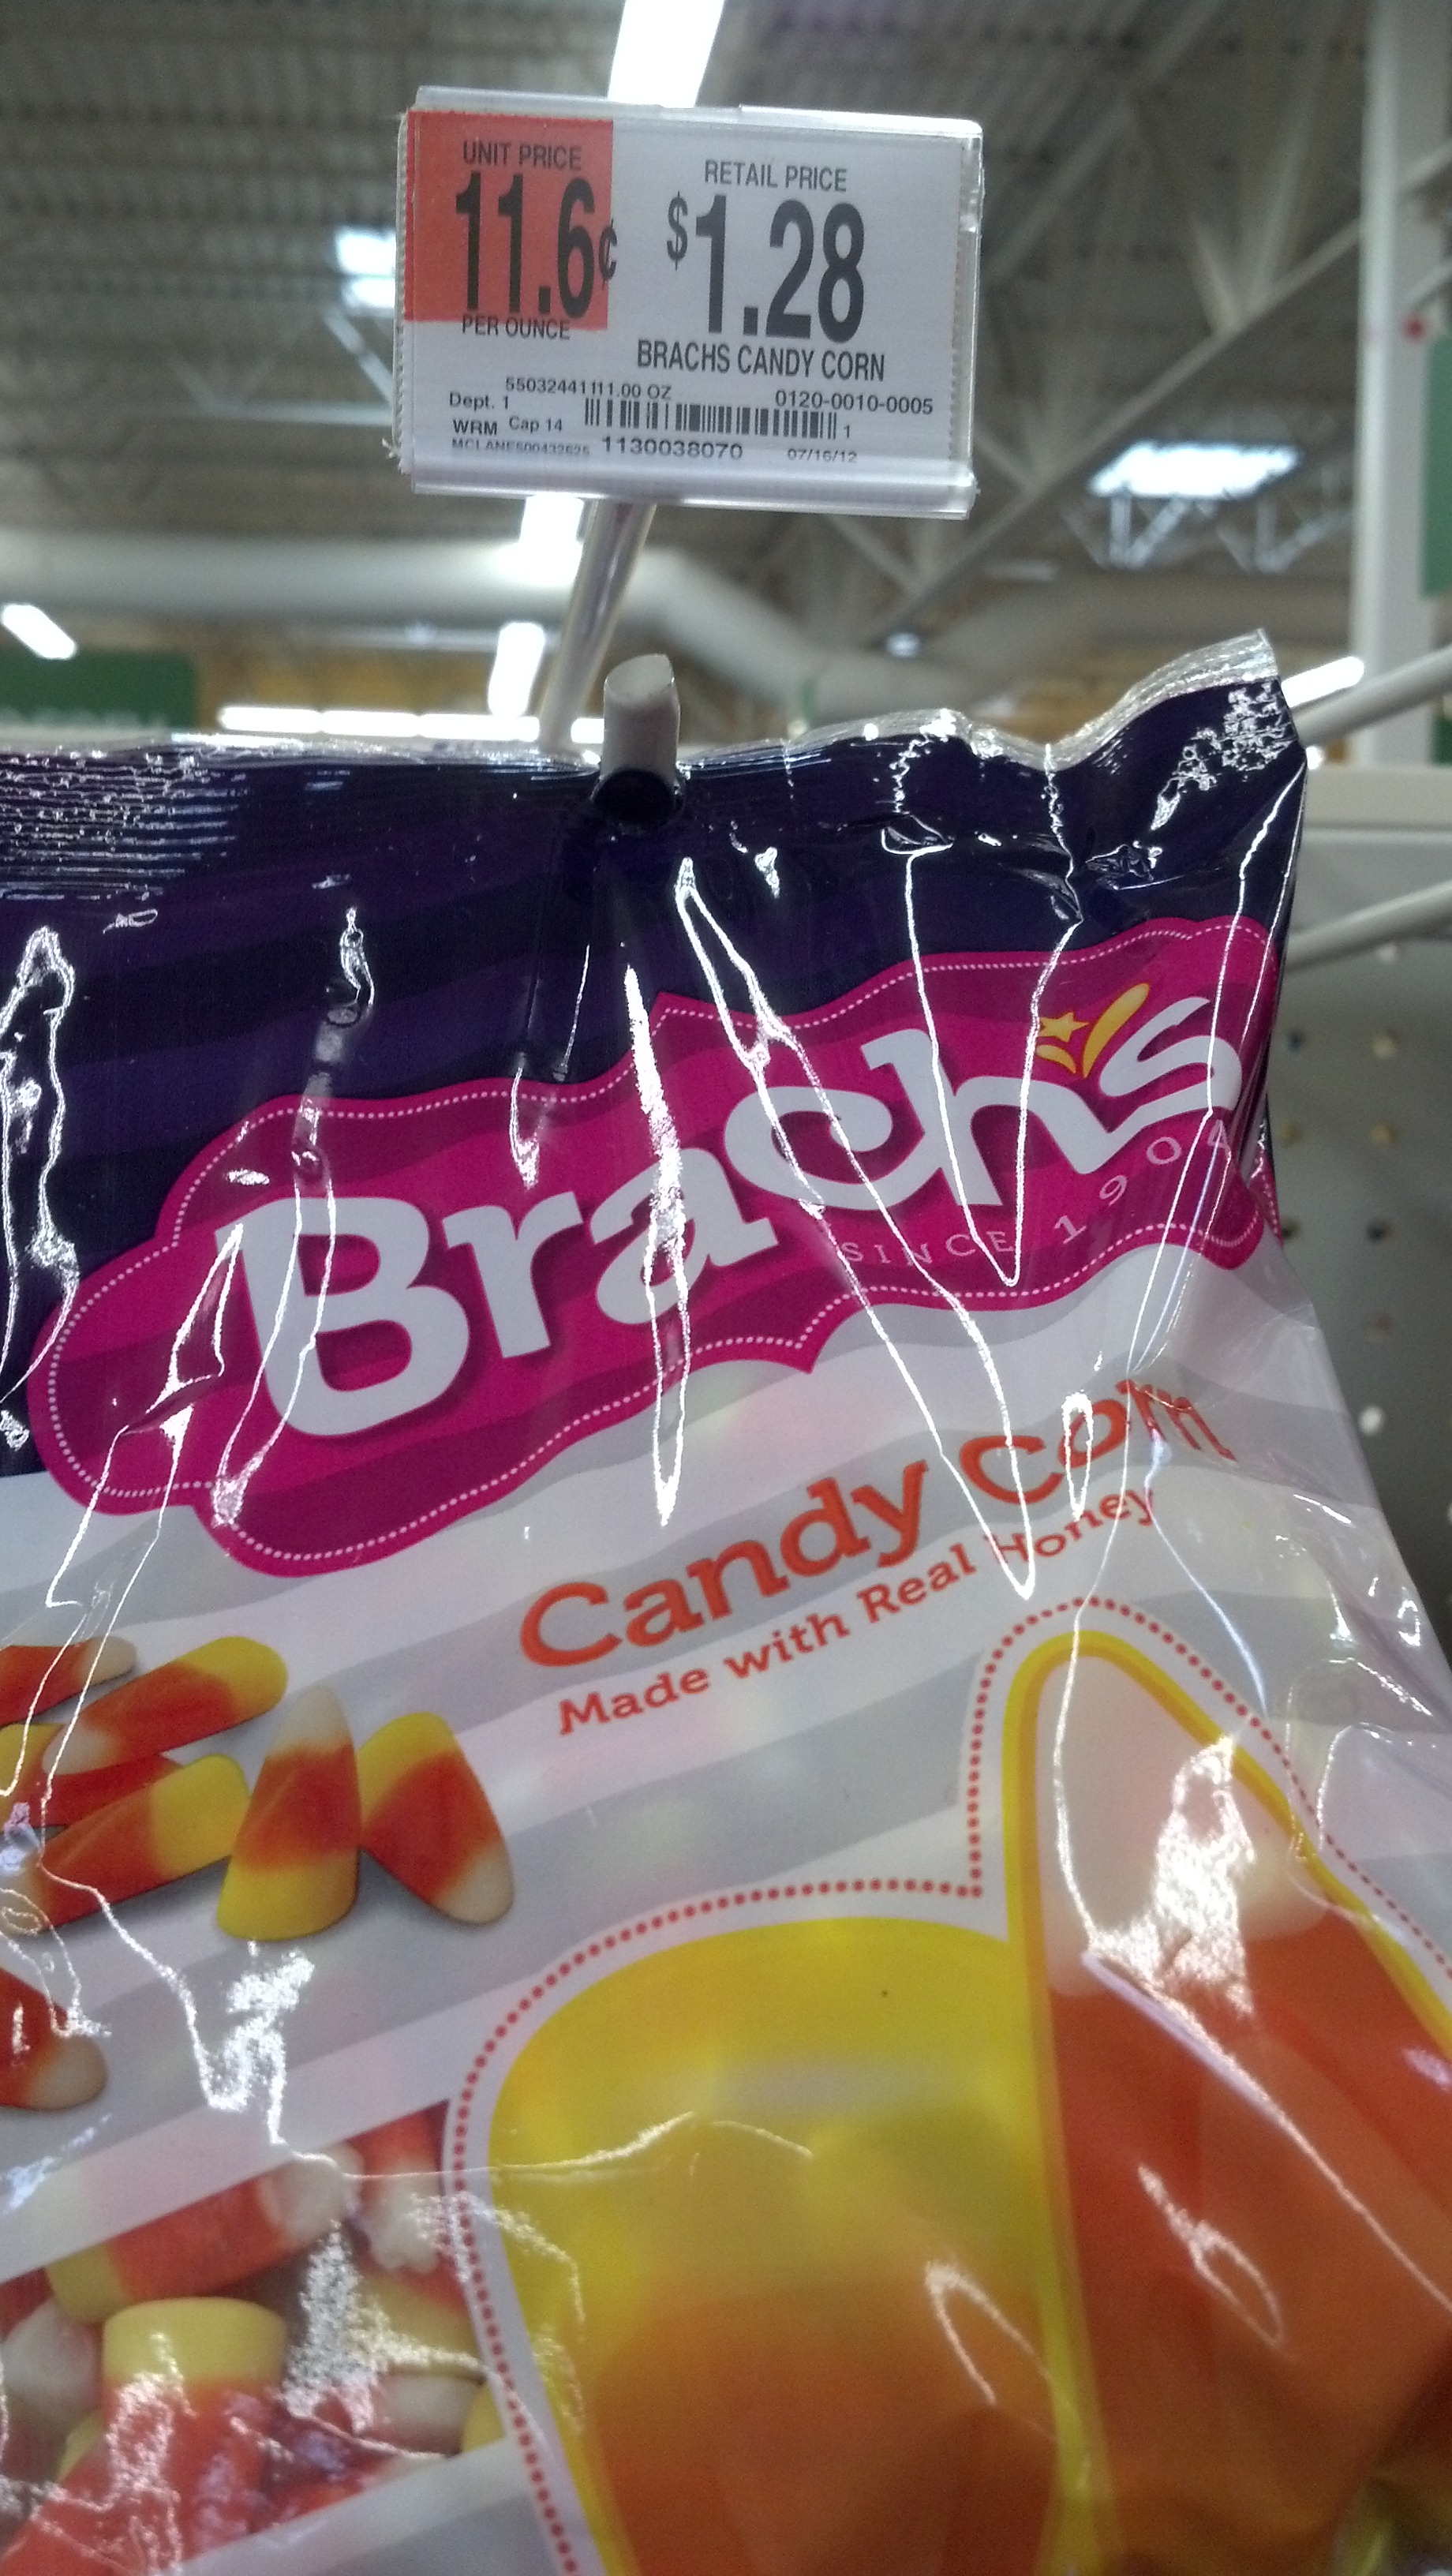 UNIT PRICE
11.6¢
PER OUNCE
RETAIL PRICE
$1.28
BRACHS CANDY CORN
55032441111.00 OZ
0120-0010-0005
Dept. 1
WRM Cap 14
1
1130038070
07/16/12
Brach's
SINCE 1904
Candy Corn
Made with Real Honey